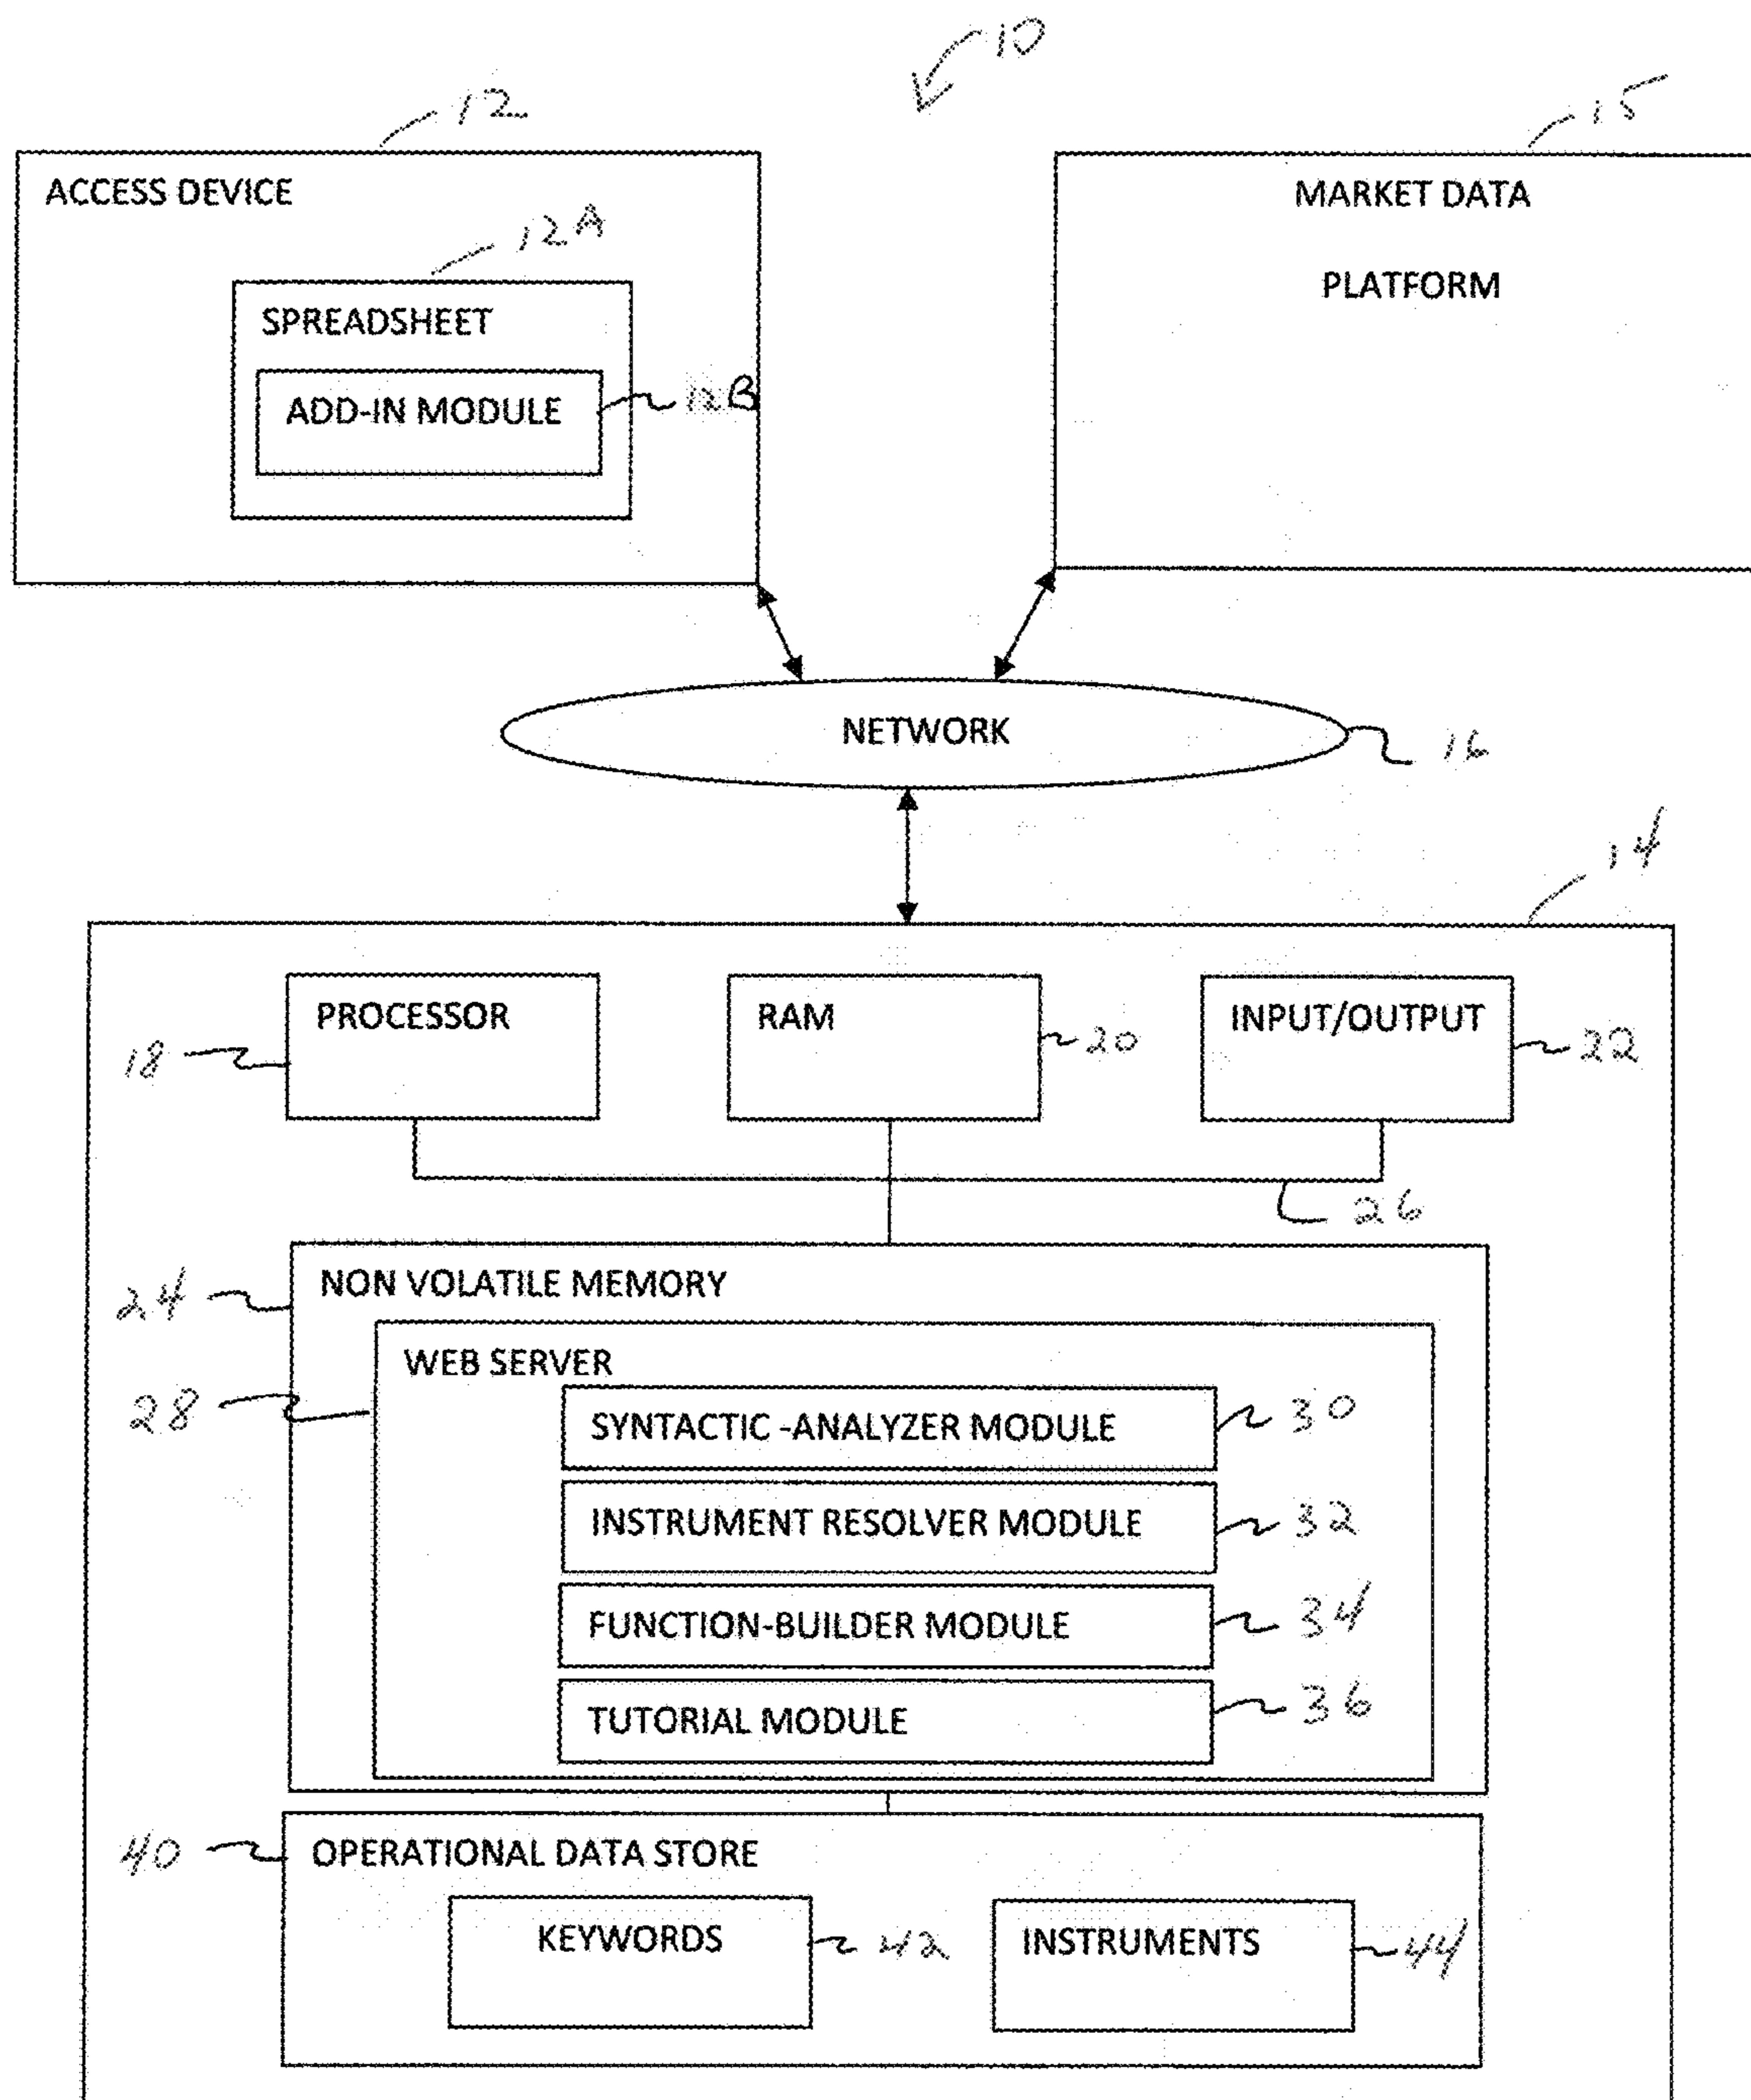 10
12
15
ACCESS DEVICE
MARKET DATA
PLATFORM
12A
SPREADSHEET
ADD-IN MODULE
12B
NETWORK
16
14
PROCESSOR
RAM
INPUT/OUTPUT
18
20
22
26
NON VOLATILE MEMORY
24
WEB SERVER
28
SYNTACTIC -ANALYZER MODULE
30
INSTRUMENT RESOLVER MODULE
32
FUNCTION-BUILDER MODULE
34
TUTORIAL MODULE
36
40
OPERATIONAL DATA STORE
KEYWORDS
42
INSTRUMENTS
44